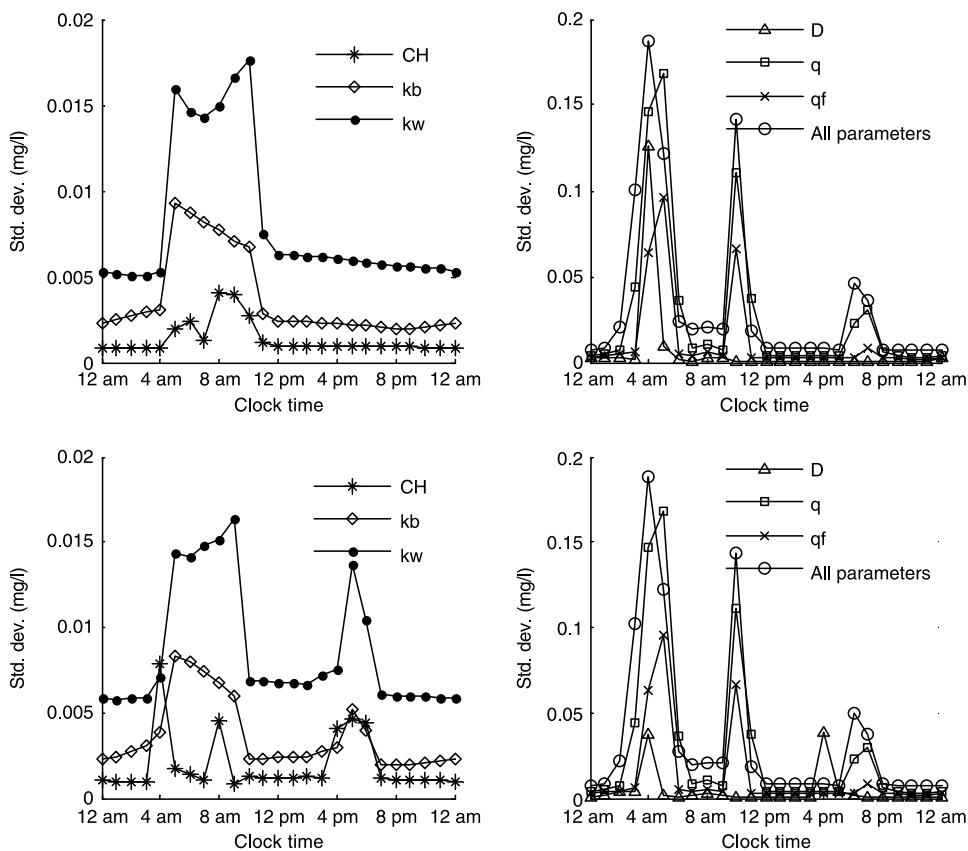 0.02
0.015
0.01
0.005
0
Std. dev. (mg/l)
CH
kb
kw
12 am 4 am 8 am 12 pm 4 pm 8 pm 12 am
Clock time
0.2
0.15
0.1
0.05
0
Std. dev. (mg/l)
D
q
qf
All parameters
12 am 4 am 8 am 12 pm 4 pm 8 pm 12 am
Clock time
0.02
0.015
0.01
0.005
0
Std. dev. (mg/l)
CH
kb
kw
12 am 4 am 8 am 12 pm 4 pm 8 pm 12 am
Clock time
0.2
0.15
0.1
0.05
0
Std. dev. (mg/l)
D
q
qf
All parameters
12 am 4 am 8 am 12 pm 4 pm 8 pm 12 am
Clock time